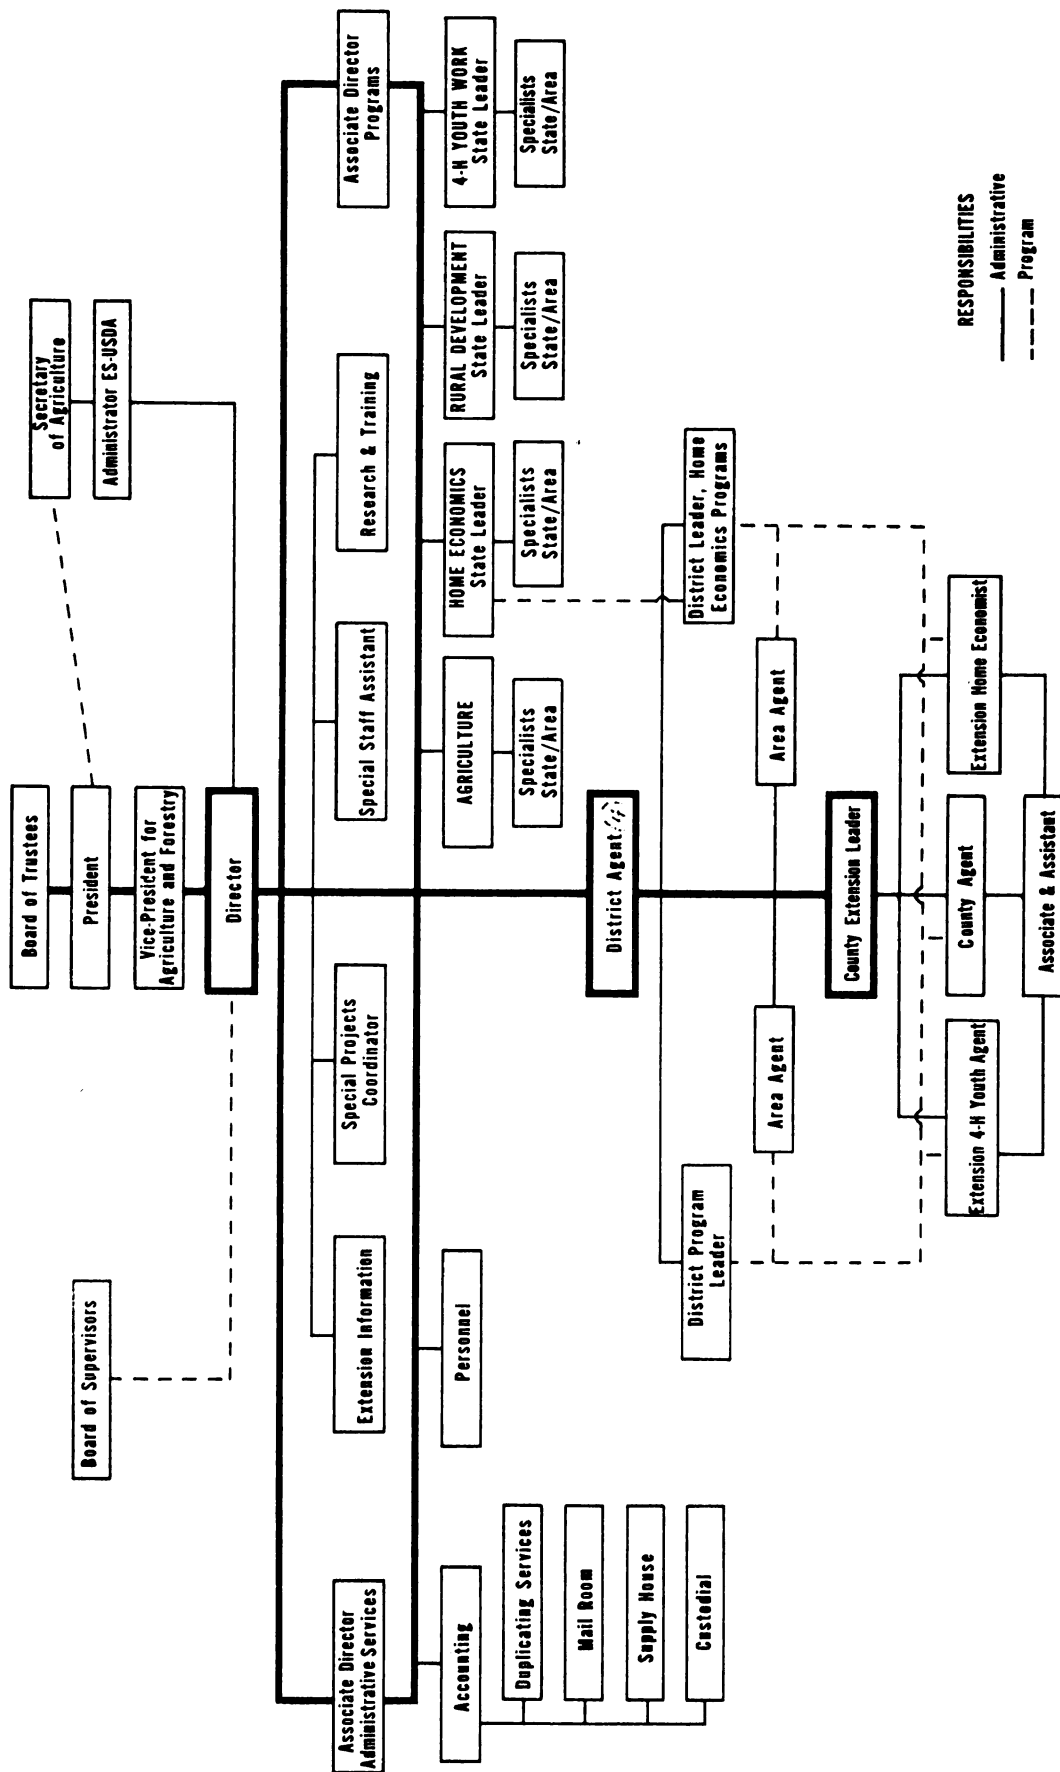 Board of Trustees
President
Vice-President for
Agriculture and Forestry
Director
Board of Supervisors
Secretary
of Agriculture
Administrator ES-USDA
Associate Director
Administrative Services
Extension Information
Special Projects
Coordinator
Special Staff Assistant
Research & Training
Associate Director
Programs
Accounting
Personnel
AGRICULTURE
HOME ECONOMICS
State Leader
RURAL DEVELOPMENT
State Leader
4-H YOUTH WORK
State Leader
Duplicating Services
Mail Room
Supply House
Custodial
Specialists
State/Area
Specialists
State/Area
Specialists
State/Area
Specialists
State/Area
District Agent
District Program
Leader
District Leader, Home
Economics Programs
Area Agent
Area Agent
County Extension Leader
Extension 4-H Youth Agent
County Agent
Extension Home Economist
Associate & Assistant
RESPONSIBILITIES
Administrative
Program